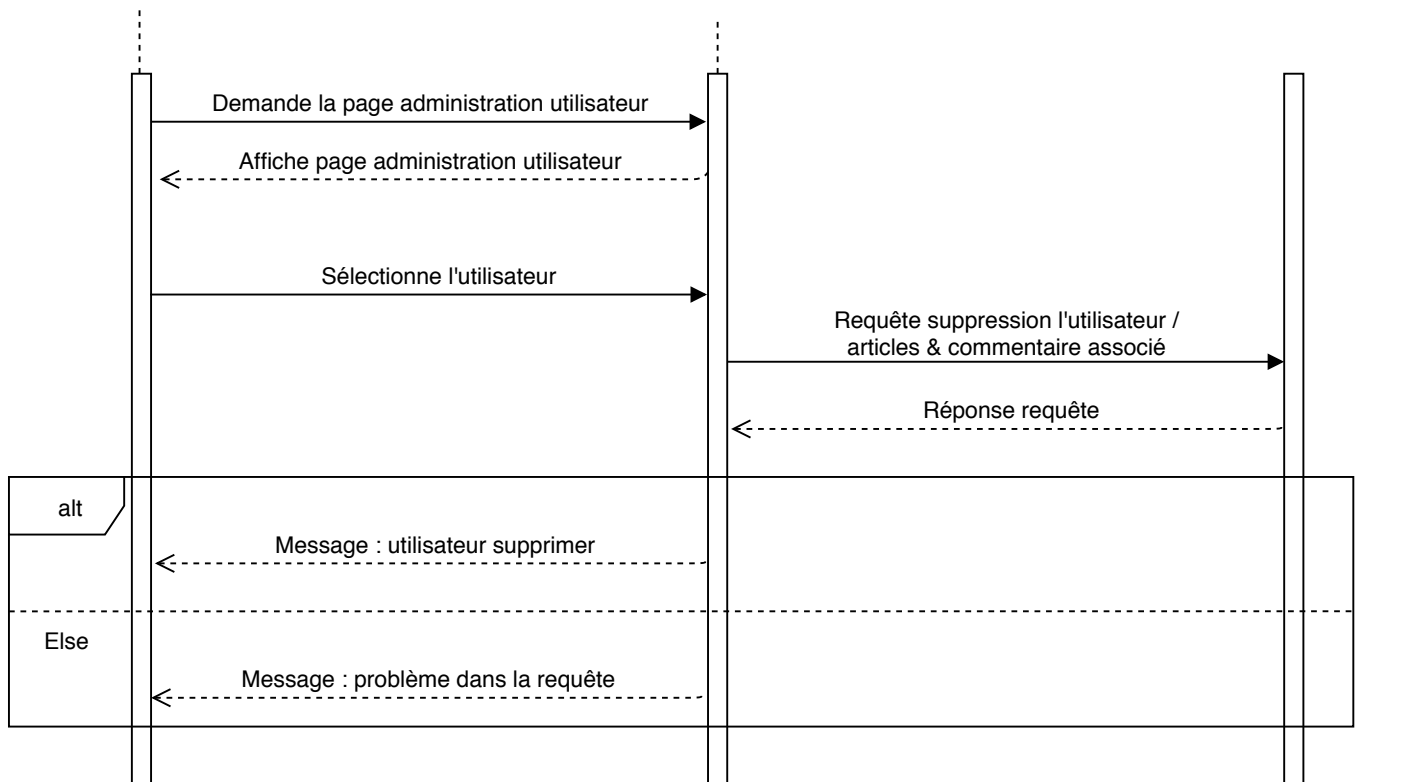 Demande la page administration utilisateur
Affiche page administration utilisateur
Sélectionne l'utilisateur
Requête suppression l'utilisateur /
articles & commentaire associé
Réponse requête
alt
Message : utilisateur supprimer
Else
Message : problème dans la requête